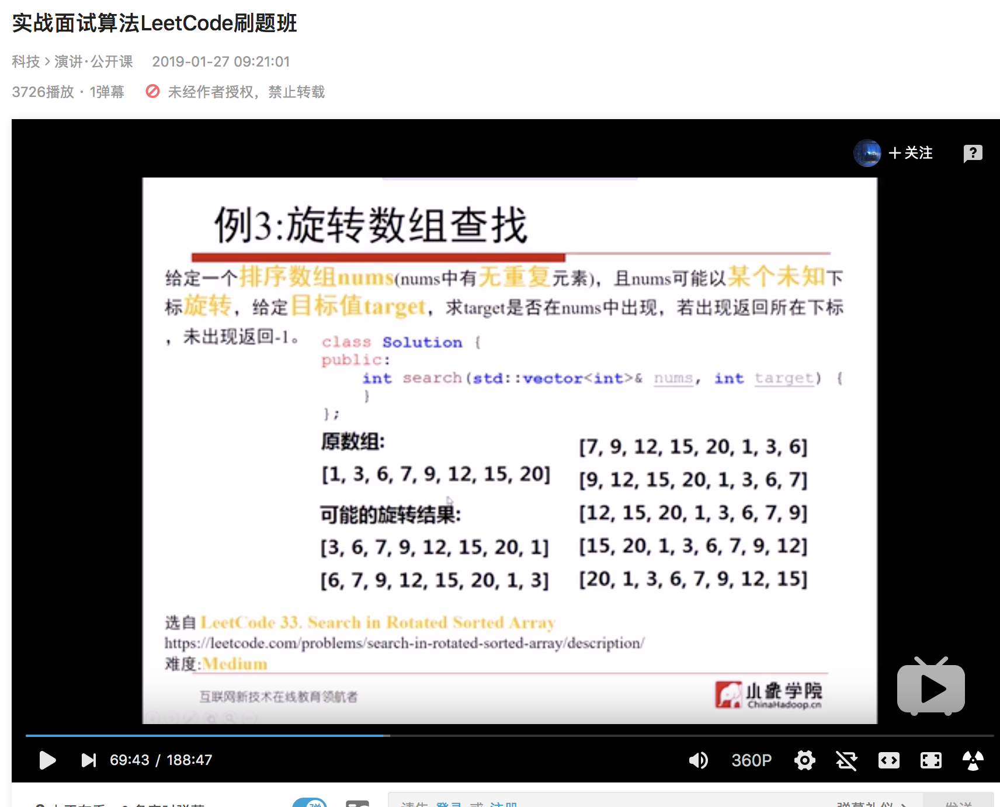 实战面试算法LeetCode刷题班
科技 > 演讲·公开课 2019-01-27 09:21:01
3726播放 · 1弹幕 未经作者授权，禁止转载
+ 关注
例3:旋转数组查找
给定一个排序数组nums(nums中有无重复元素)，且nums可能以某个未知下
标旋转，给定目标值target，求target是否在nums中出现，若出现返回所在下标
，未出现返回-1。
class Solution {
public:
int search(std::vector<int>& nums, int target) {
}
};
原数组:
[1, 3, 6, 7, 9, 12, 15, 20]
可能的旋转结果:
[3, 6, 7, 9, 12, 15, 20, 1]
[6, 7, 9, 12, 15, 20, 1, 3]
[7, 9, 12, 15, 20, 1, 3, 6]
[9, 12, 15, 20, 1, 3, 6, 7]
[12, 15, 20, 1, 3, 6, 7, 9]
[15, 20, 1, 3, 6, 7, 9, 12]
[20, 1, 3, 6, 7, 9, 12, 15]
选自 LeetCode 33. Search in Rotated Sorted Array
https://leetcode.com/problems/search-in-rotated-sorted-array/description/
难度:Medium
互联网新技术在线教育领航者
小象学院
ChinaHadoop.cn
69:43 / 188:47
360P